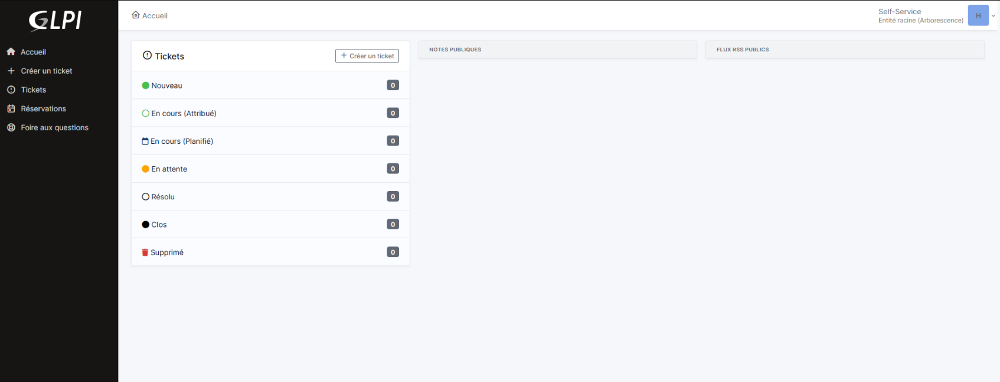 GLPI
Accueil
Créer un ticket
Tickets
Réservations
Foire aux questions
Accueil
Self-Service
Entité racine (Arborescence)
H
Tickets
+ Créer un ticket
Nouveau 0
En cours (Attribué) 0
En cours (Planifié) 0
En attente 0
Résolu 0
Clos 0
Supprimé 0
NOTES PUBLIQUES
FLUX RSS PUBLICS